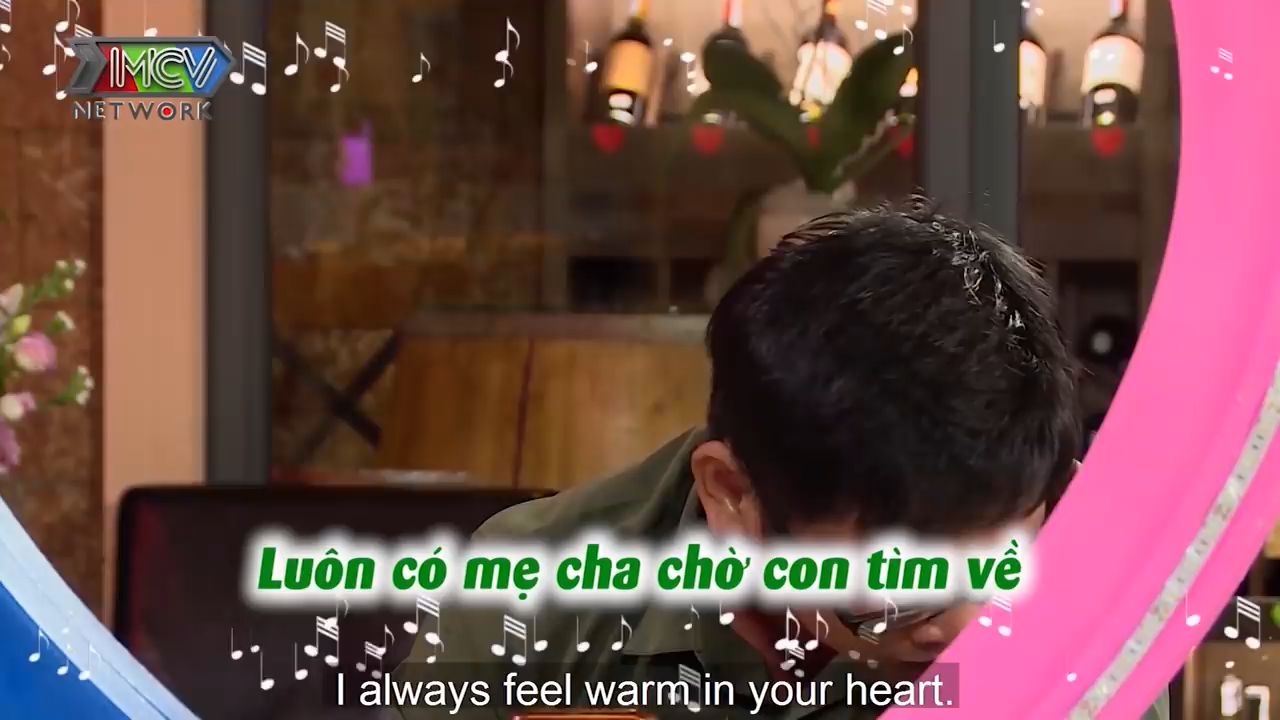 MCV
NETWORK
Luôn có mẹ cha chờ con tìm về
I always feel warm in your heart.